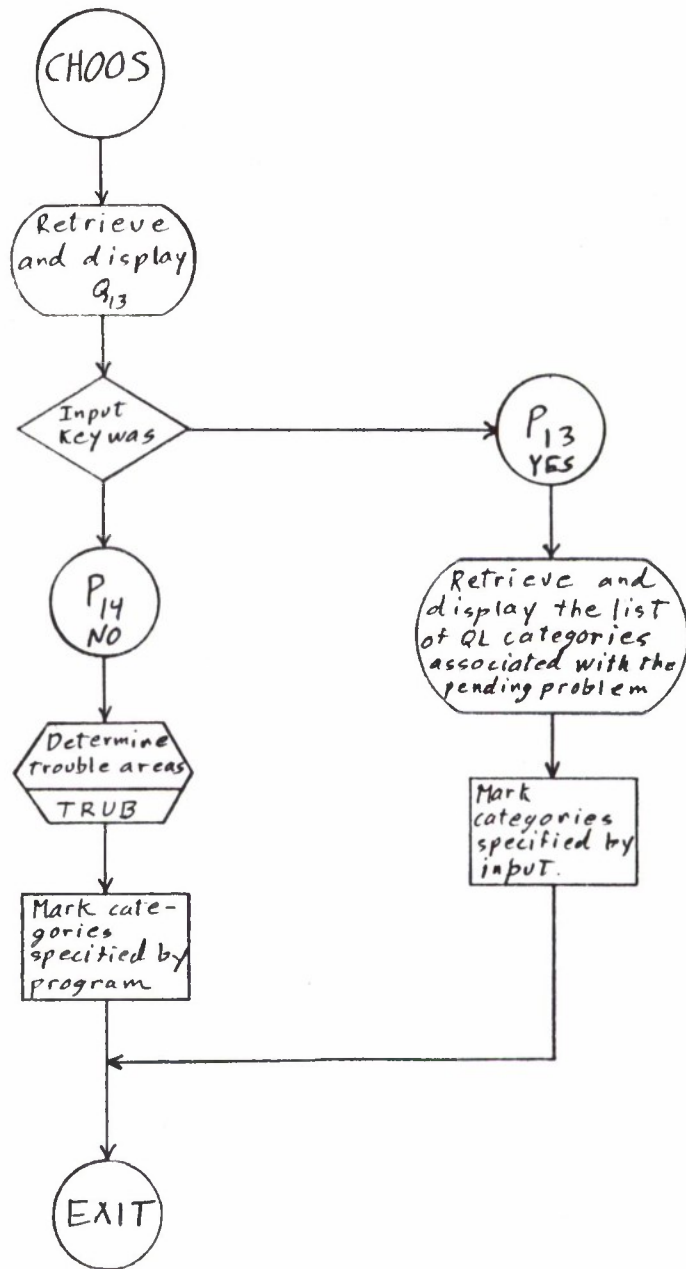 CHOOS
Retrieve
and display
Q13
Input
Key was
P13
YES
P14
NO
Retrieve and
display the list
of QL categories
associated with the
pending problem
Determine
trouble areas
TRUB
Mark
categories
specified by
input.
Mark cate-
gories
specified by
program
EXIT